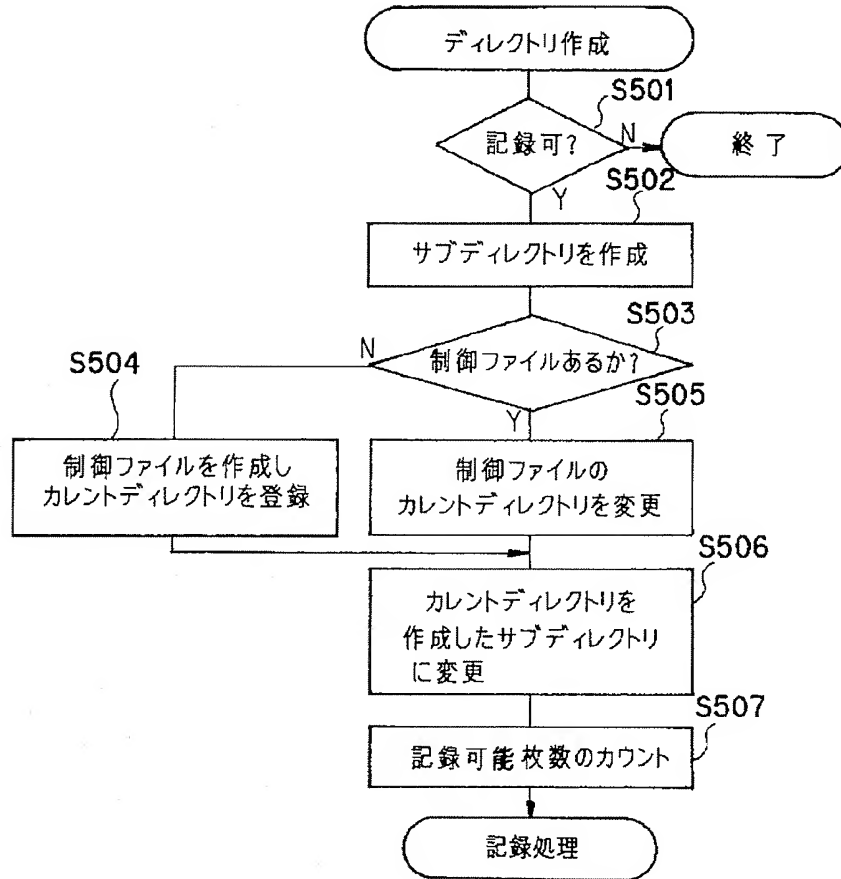 ディレクトリ作成
S501
記録可?
N
終了
Y
S502
サブディレクトリを作成
S503
制御ファイルあるか?
N
S504
Y
S505
制御ファイルを作成し
カレントディレクトリを登録
制御ファイルの
カレントディレクトリを変更
S506
カレントディレクトリを
作成したサブディレクトリ
に変更
S507
記録可能枚数のカウント
記録処理